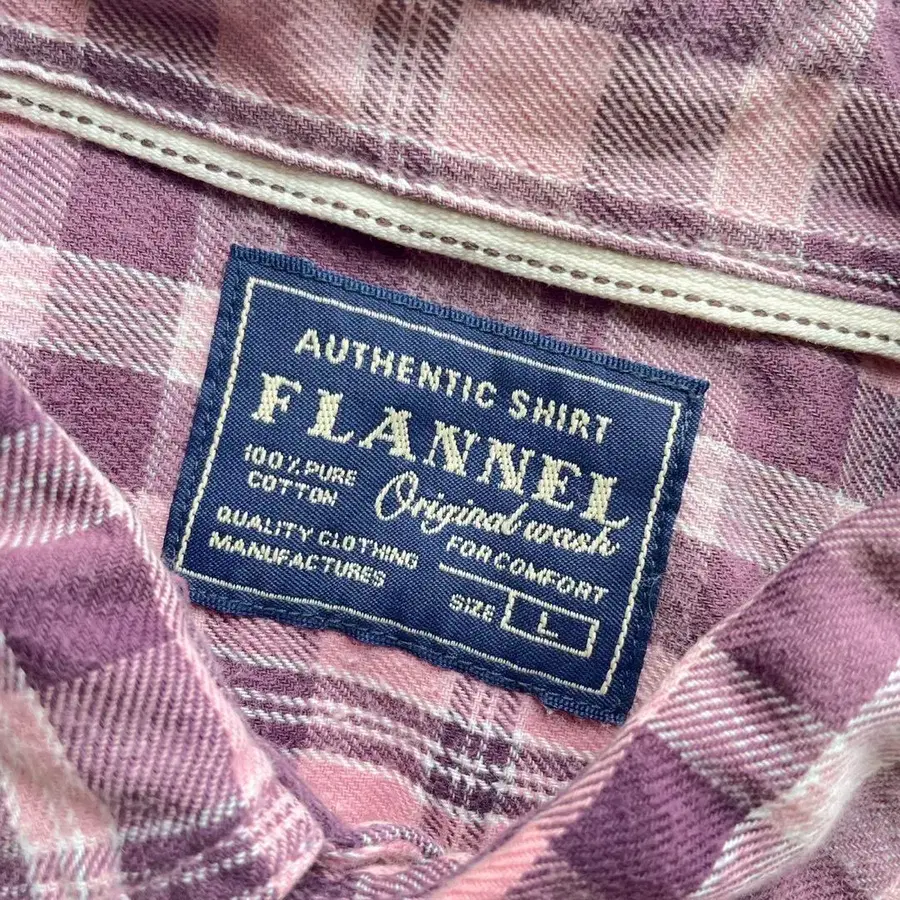 AUTHENTIC SHIRT
FLANNEL
100% PURE
COTTON
Original wash
QUALITY CLOTHING
MANUFACTURES
FOR COMFORT
SIZE L